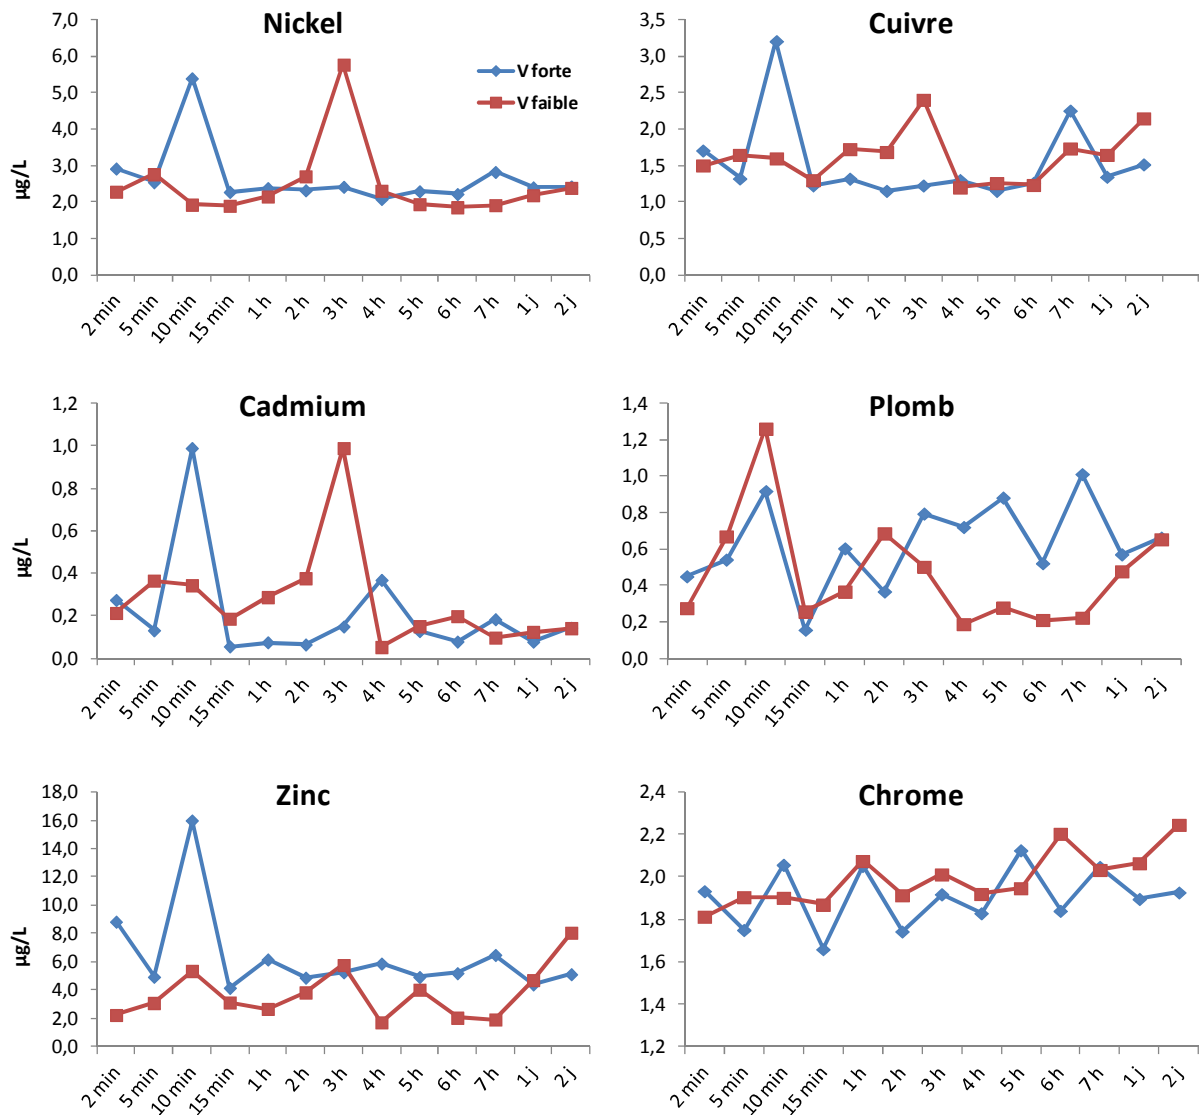 Nickel
7,0
6,0
5,0
4,0
3,0
2,0
1,0
0,0
µg/L
V forte
V faible
2 min
5 min
10 min
15 min
1 h
2 h
3 h
4 h
5 h
6 h
7 h
1 j
2 j
Cuivre
3,5
3,0
2,5
2,0
1,5
1,0
0,5
0,0
2 min
5 min
10 min
15 min
1 h
2 h
3 h
4 h
5 h
6 h
7 h
1 j
2 j
Cadmium
1,2
1,0
0,8
0,6
0,4
0,2
0,0
µg/L
2 min
5 min
10 min
15 min
1 h
2 h
3 h
4 h
5 h
6 h
7 h
1 j
2 j
Plomb
1,4
1,2
1,0
0,8
0,6
0,4
0,2
0,0
2 min
5 min
10 min
15 min
1 h
2 h
3 h
4 h
5 h
6 h
7 h
1 j
2 j
Zinc
18,0
16,0
14,0
12,0
10,0
8,0
6,0
4,0
2,0
0,0
µg/L
2 min
5 min
10 min
15 min
1 h
2 h
3 h
4 h
5 h
6 h
7 h
1 j
2 j
Chrome
2,4
2,2
2,0
1,8
1,6
1,4
1,2
2 min
5 min
10 min
15 min
1 h
2 h
3 h
4 h
5 h
6 h
7 h
1 j
2 j